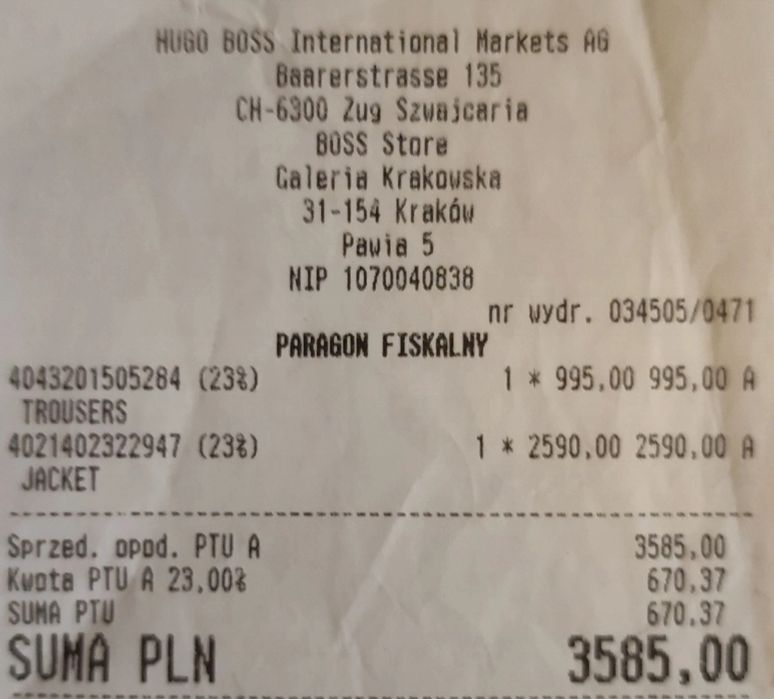 HUGO BOSS International Markets AG
Baarerstrasse 135
CH-6300 Zug Szwajcaria
BOSS Store
Galeria Krakowska
31-154 Kraków
Pawia 5
NIP 1070040838
nr wydr. 034505/0471
PARAGON FISKALNY
4043201505284 (23%) 1 * 995,00 995,00 A
TROUSERS
4021402322947 (23%) 1 * 2590,00 2590,00 A
JACKET
Sprzed. opod. PTU A 3585,00
Kwota PTU A 23,00% 670,37
SUMA PTU 670,37
SUMA PLN 3585,00